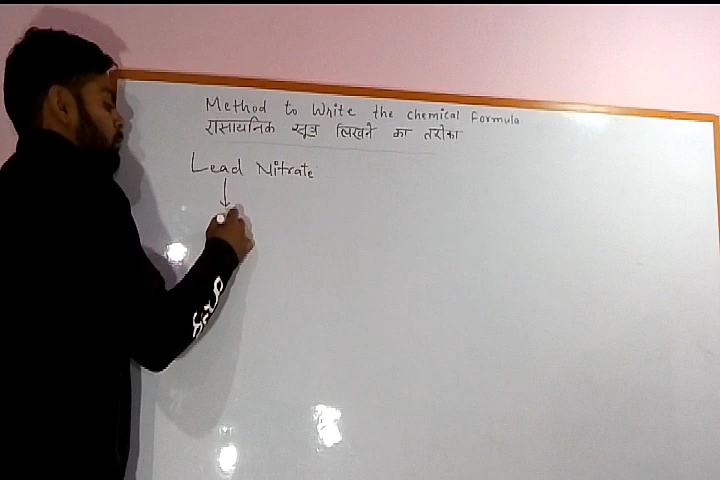 Method to Write the chemical Formula
रासायनिक सूत्र लिखने का तरीका
Lead Nitrate